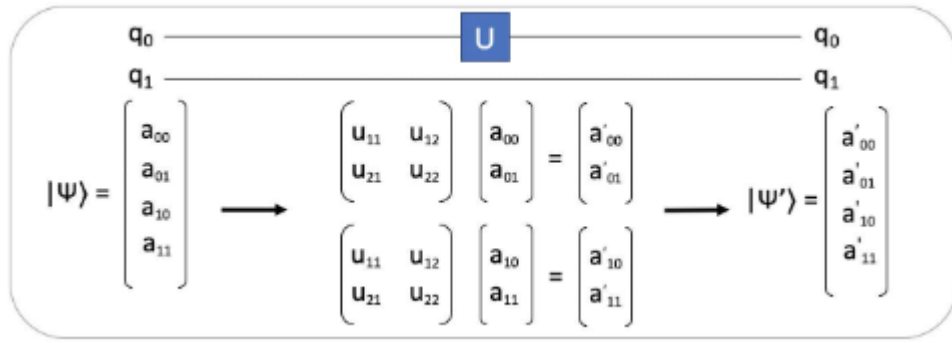 q₀ U q₀
q₁ q₁
|Ψ⟩ = (a₀₀ a₀₁ a₁₀ a₁₁)
(u₁₁ u₁₂ u₂₁ u₂₂) (a₀₀ a₀₁) = (a'₀₀ a'₀₁)
(u₁₁ u₁₂ u₂₁ u₂₂) (a₁₀ a₁₁) = (a'₁₀ a'₁₁)
|Ψ'⟩ = (a'₀₀ a'₀₁ a'₁₀ a'₁₁)